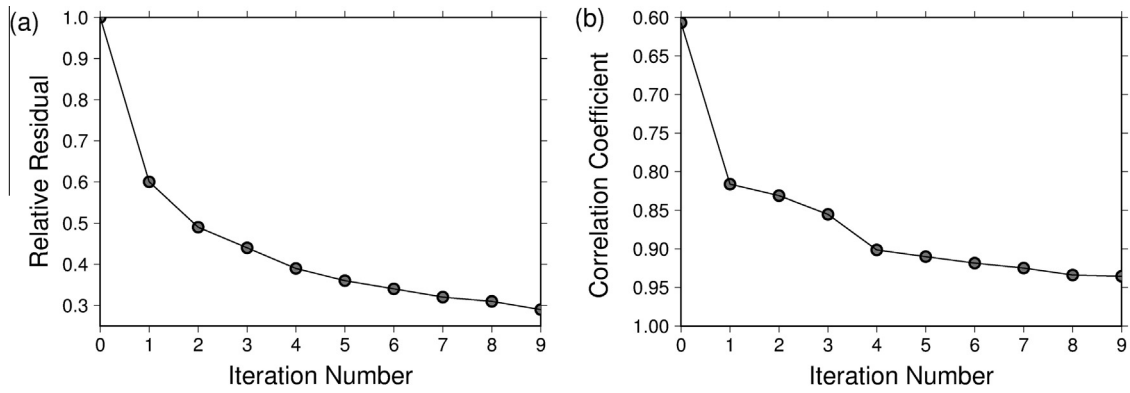 (a)
1.0
0.9
0.8
0.7
0.6
0.5
0.4
0.3
Relative Residual
0 1 2 3 4 5 6 7 8 9
Iteration Number
(b)
0.60
0.65
0.70
0.75
0.80
0.85
0.90
0.95
1.00
Correlation Coefficient
0 1 2 3 4 5 6 7 8 9
Iteration Number